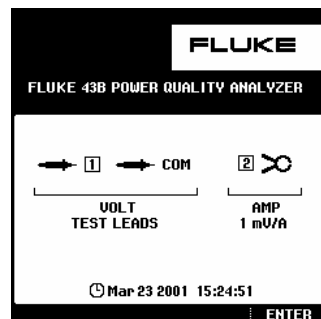 FLUKE
FLUKE 43B POWER QUALITY ANALYZER
1 COM 2
VOLT AMP
TEST LEADS 1 mV/A
Mar 23 2001 15:24:51
ENTER